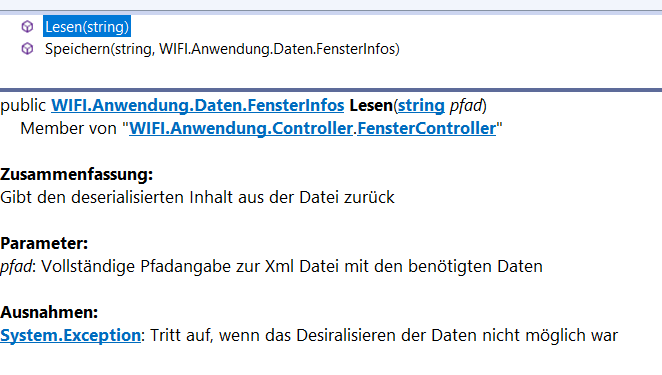 Lesen(string)
Speichern(string, WIFI.Anwendung.Daten.FensterInfos)
public WIFI.Anwendung.Daten.FensterInfos Lesen(string pfad)
Member von "WIFI.Anwendung.Controller.FensterController"
Zusammenfassung:
Gibt den deserialisierten Inhalt aus der Datei zurück
Parameter:
pfad: Vollständige Pfadangabe zur Xml Datei mit den benötigten Daten
Ausnahmen:
System.Exception: Tritt auf, wenn das Desiralisieren der Daten nicht möglich war